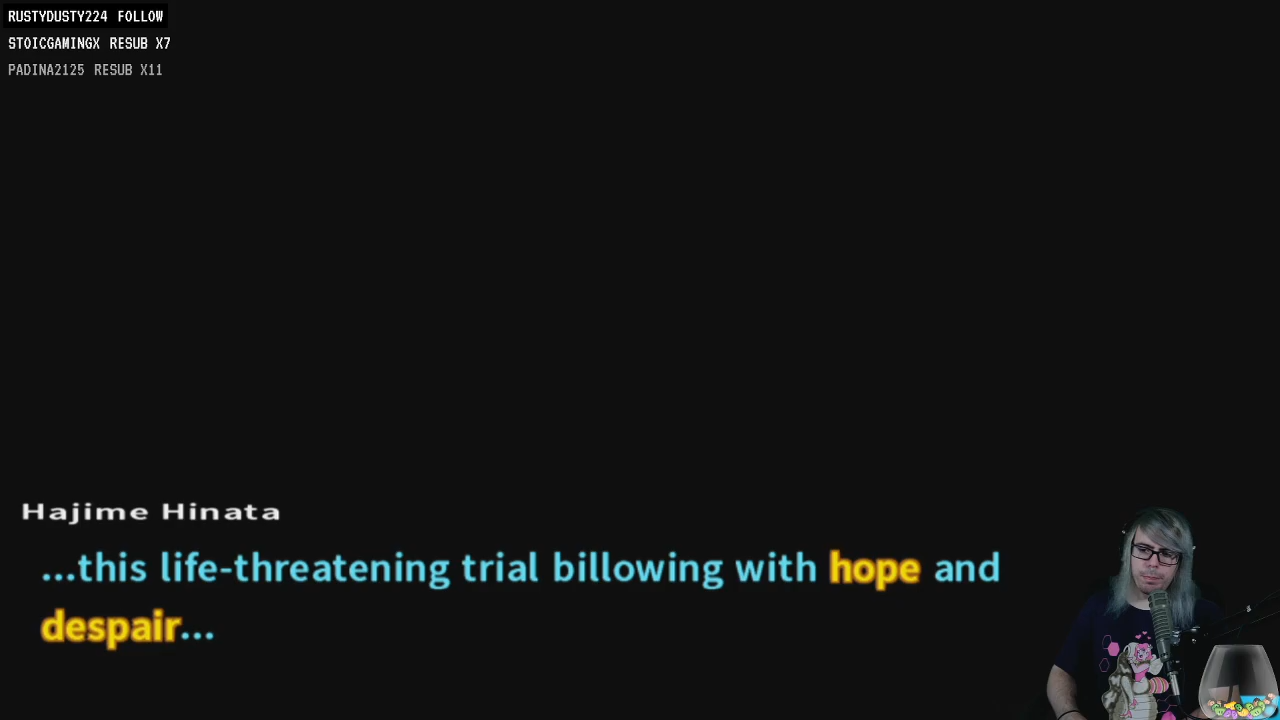 RUSTYDUSTY224 FOLLOW
STOICGAMINGX RESUB X7
PADINA2125 RESUB X11
Hajime Hinata
...this life-threatening trial billowing with hope and
despair...